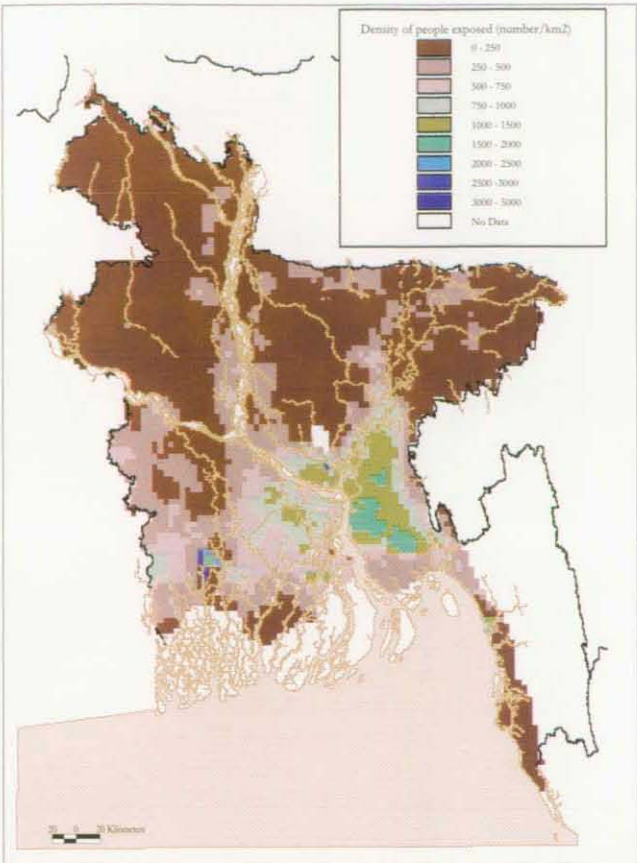 Density of people exposed (number/km2)
0 - 250
250 - 500
500 - 750
750 - 1000
1000 - 1500
1500 - 2000
2000 - 2500
2500 -3000
3000 - 5000
No Data
20 0 20 Kilometers